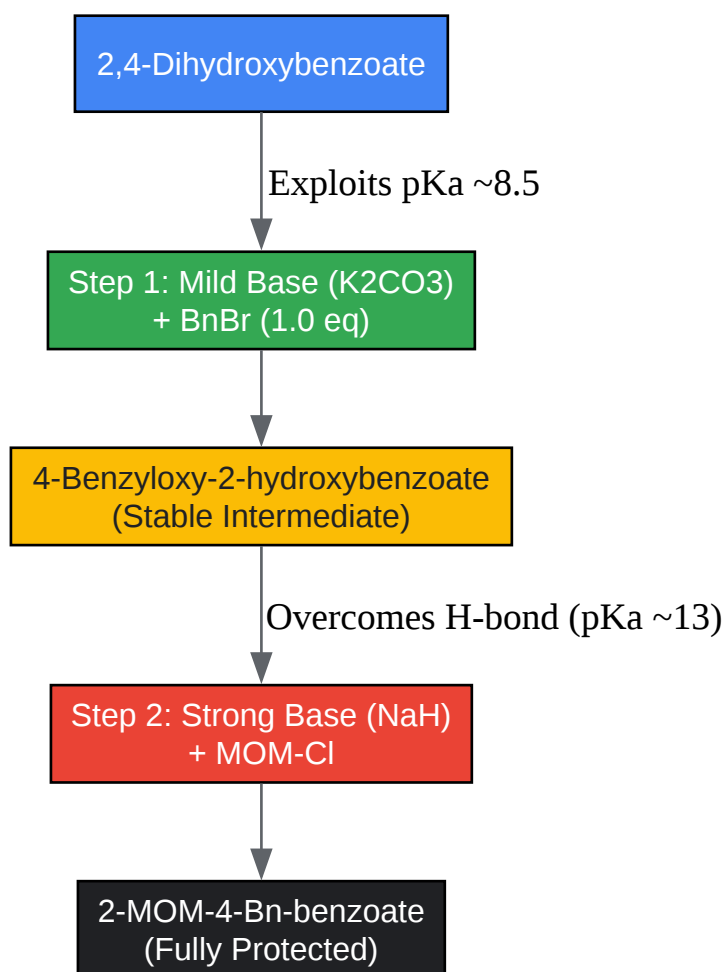 2,4-Dihydroxybenzoate
Exploits pKa ~8.5
Step 1: Mild Base (K2CO3)
+ BnBr (1.0 eq)
4-Benzyloxy-2-hydroxybenzoate
(Stable Intermediate)
Overcomes H-bond (pKa ~13)
Step 2: Strong Base (NaH)
+ MOM-Cl
2-MOM-4-Bn-benzoate
(Fully Protected)